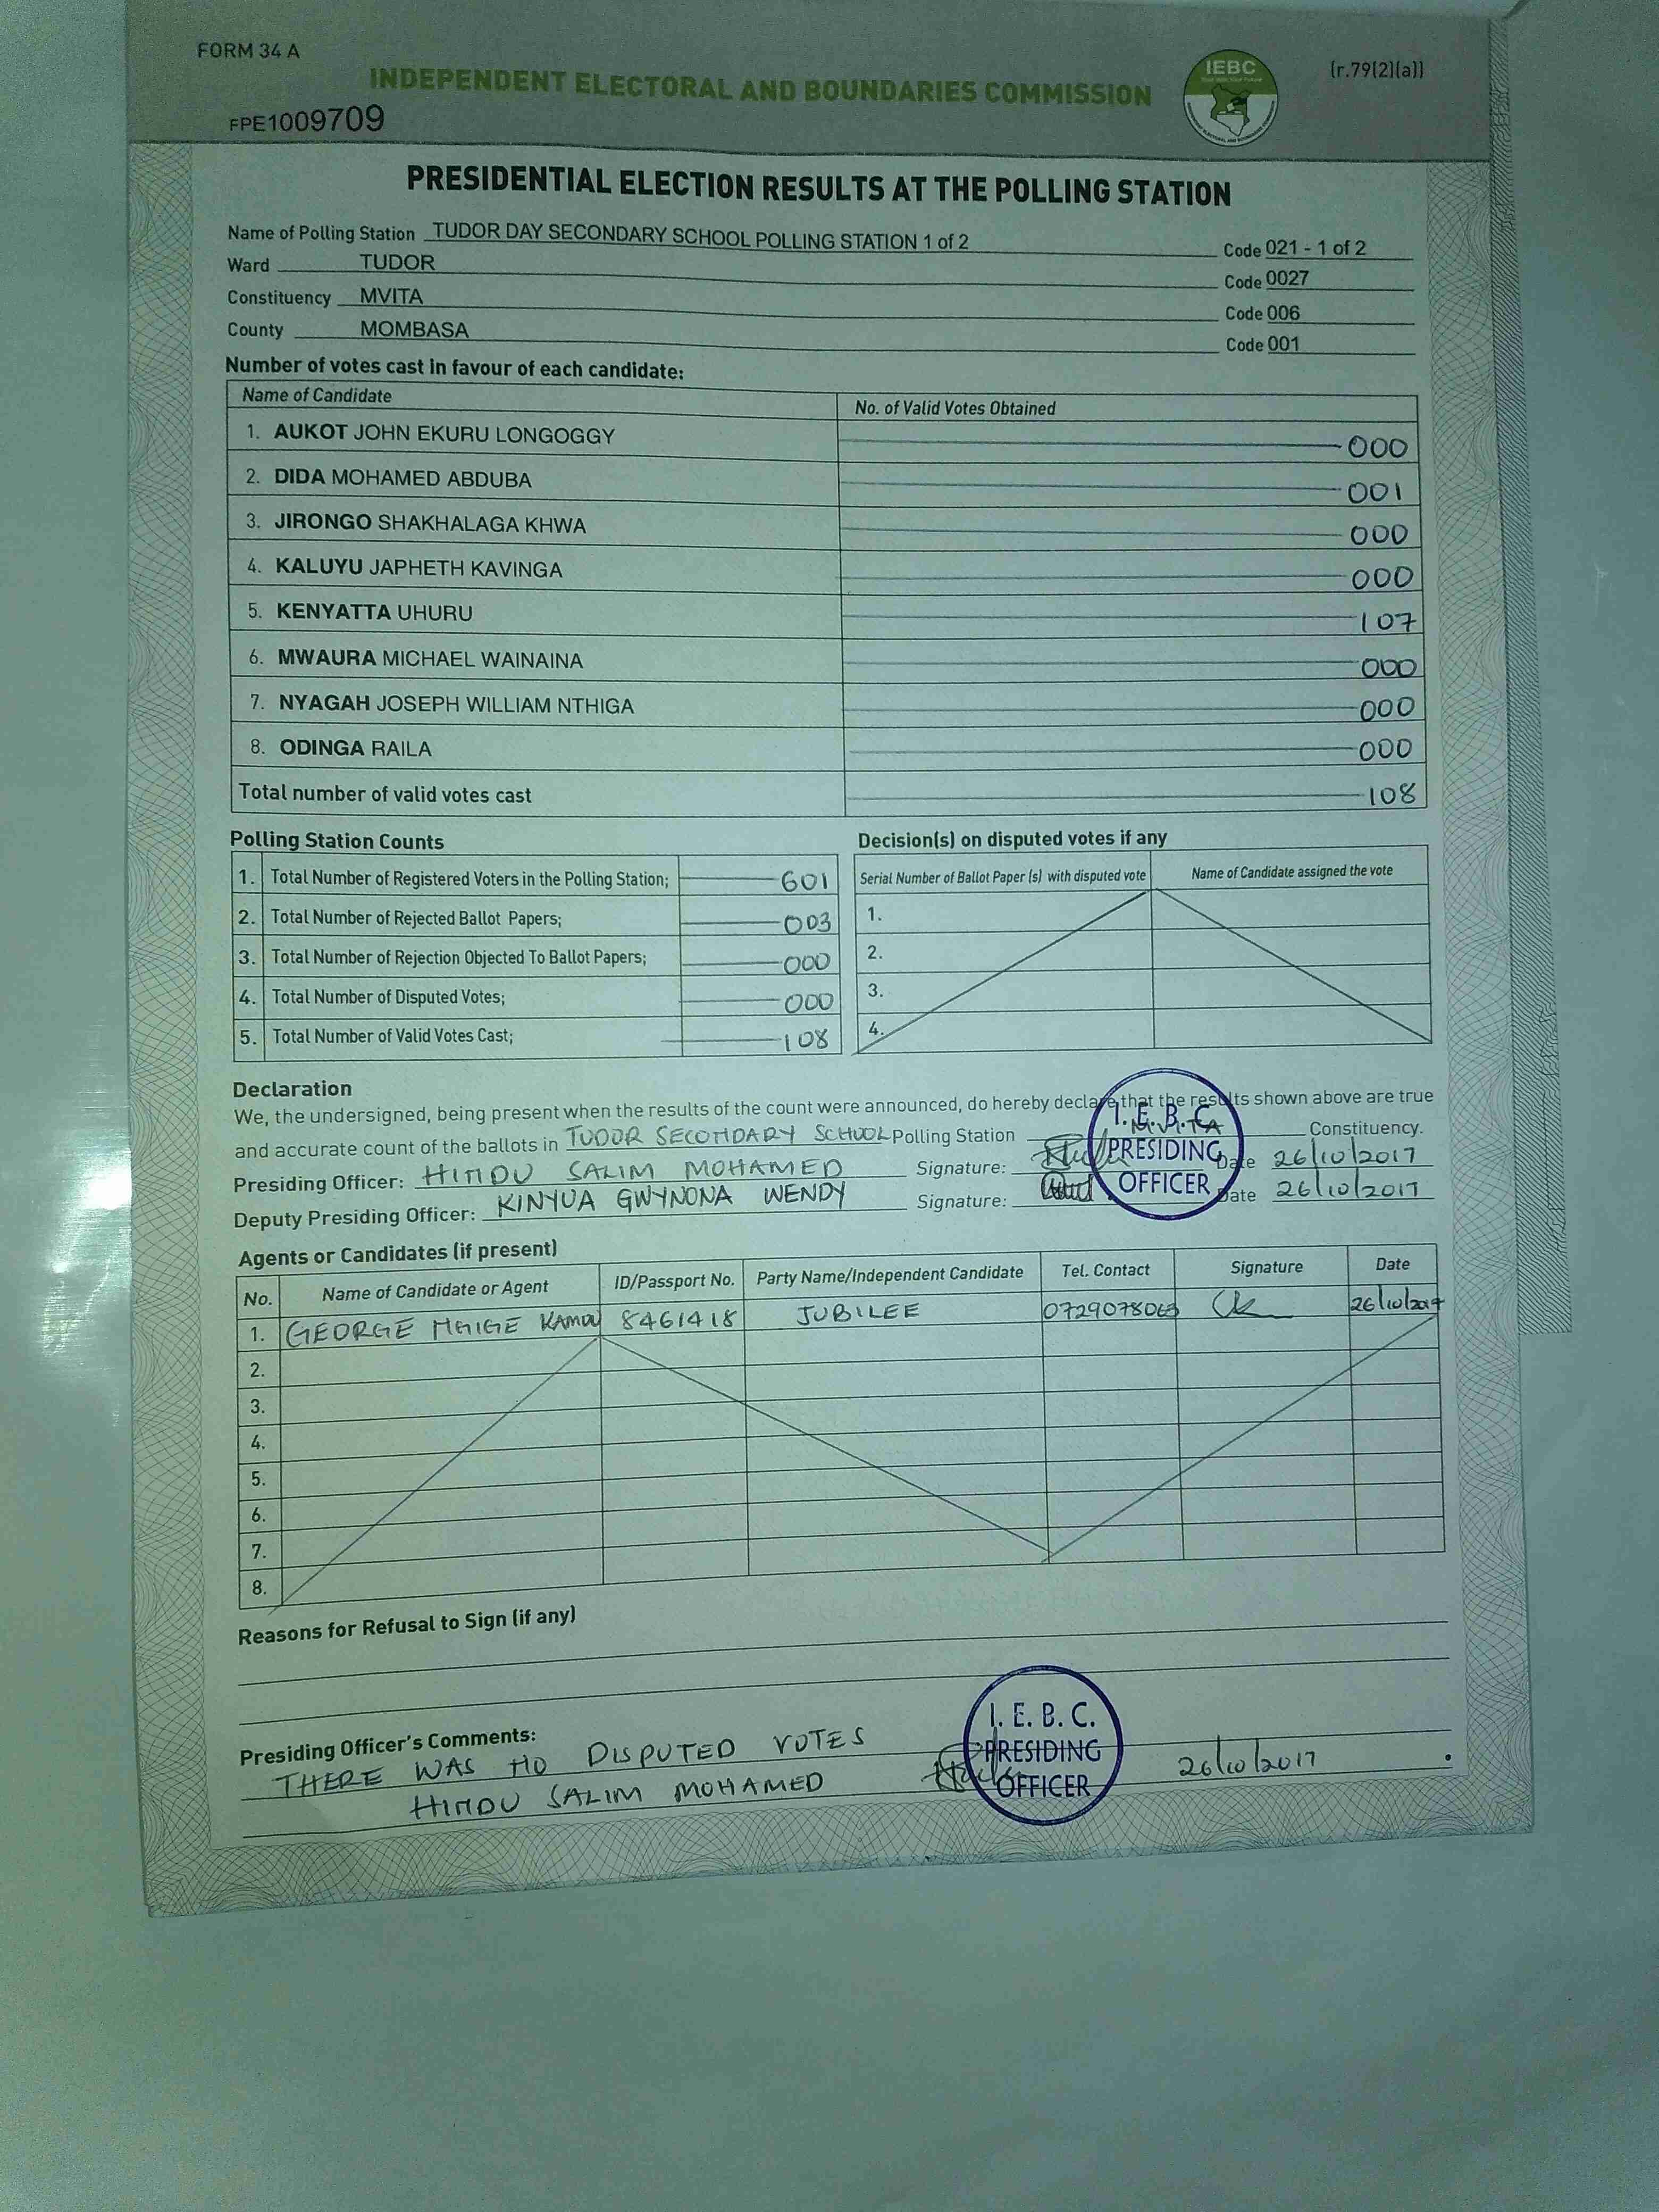 FORM 34 A
INDEPENDENT ELECTORAL AND BOUNDARIES COMMISSION
IEBC
(r.79(2)(a))
FPE1009709
PRESIDENTIAL ELECTION RESULTS AT THE POLLING STATION
Name of Polling Station TUDOR DAY SECONDARY SCHOOL POLLING STATION 1 of 2 Code 021 - 1 of 2
Ward TUDOR Code 0027
Constituency MVITA Code 006
County MOMBASA Code 001
Number of votes cast in favour of each candidate:
Name of Candidate No. of Valid Votes Obtained
1. AUKOT JOHN EKURU LONGOGGY 000
2. DIDA MOHAMED ABDUBA 001
3. JIRONGO SHAKHALAGA KHWA 000
4. KALUYU JAPHETH KAVINGA 000
5. KENYATTA UHURU 107
6. MWAURA MICHAEL WAINAINA 000
7. NYAGAH JOSEPH WILLIAM NTHIGA 000
8. ODINGA RAILA 000
Total number of valid votes cast 108
Polling Station Counts
1. Total Number of Registered Voters in the Polling Station; 601
2. Total Number of Rejected Ballot Papers; 003
3. Total Number of Rejection Objected To Ballot Papers; 000
4. Total Number of Disputed Votes; 000
5. Total Number of Valid Votes Cast; 108
Decision(s) on disputed votes if any
Serial Number of Ballot Paper (s) with disputed vote Name of Candidate assigned the vote
1.
2.
3.
4.
Declaration
We, the undersigned, being present when the results of the count were announced, do hereby declare that the results shown above are true
and accurate count of the ballots in TUDOR SECONDARY SCHOOL Polling Station MVITA Constituency.
Presiding Officer: HINDU SALIM MOHAMED Signature: Date 26/10/2017
Deputy Presiding Officer: KINYUA GWYNONA WENDY Signature: Date 26/10/2017
I.E.B.C
PRESIDING
OFFICER
Agents or Candidates (if present)
No. Name of Candidate or Agent ID/Passport No. Party Name/Independent Candidate Tel. Contact Signature Date
1. GEORGE 8461418 JUBILEE 26/10/2017
2.
3.
4.
5.
6.
7.
8.
Reasons for Refusal to Sign (if any)
Presiding Officer's Comments:
THERE WAS NO DISPUTED VOTES
HINDU SALIM MOHAMED 26/10/2017
I. E. B. C.
PRESIDING
OFFICER